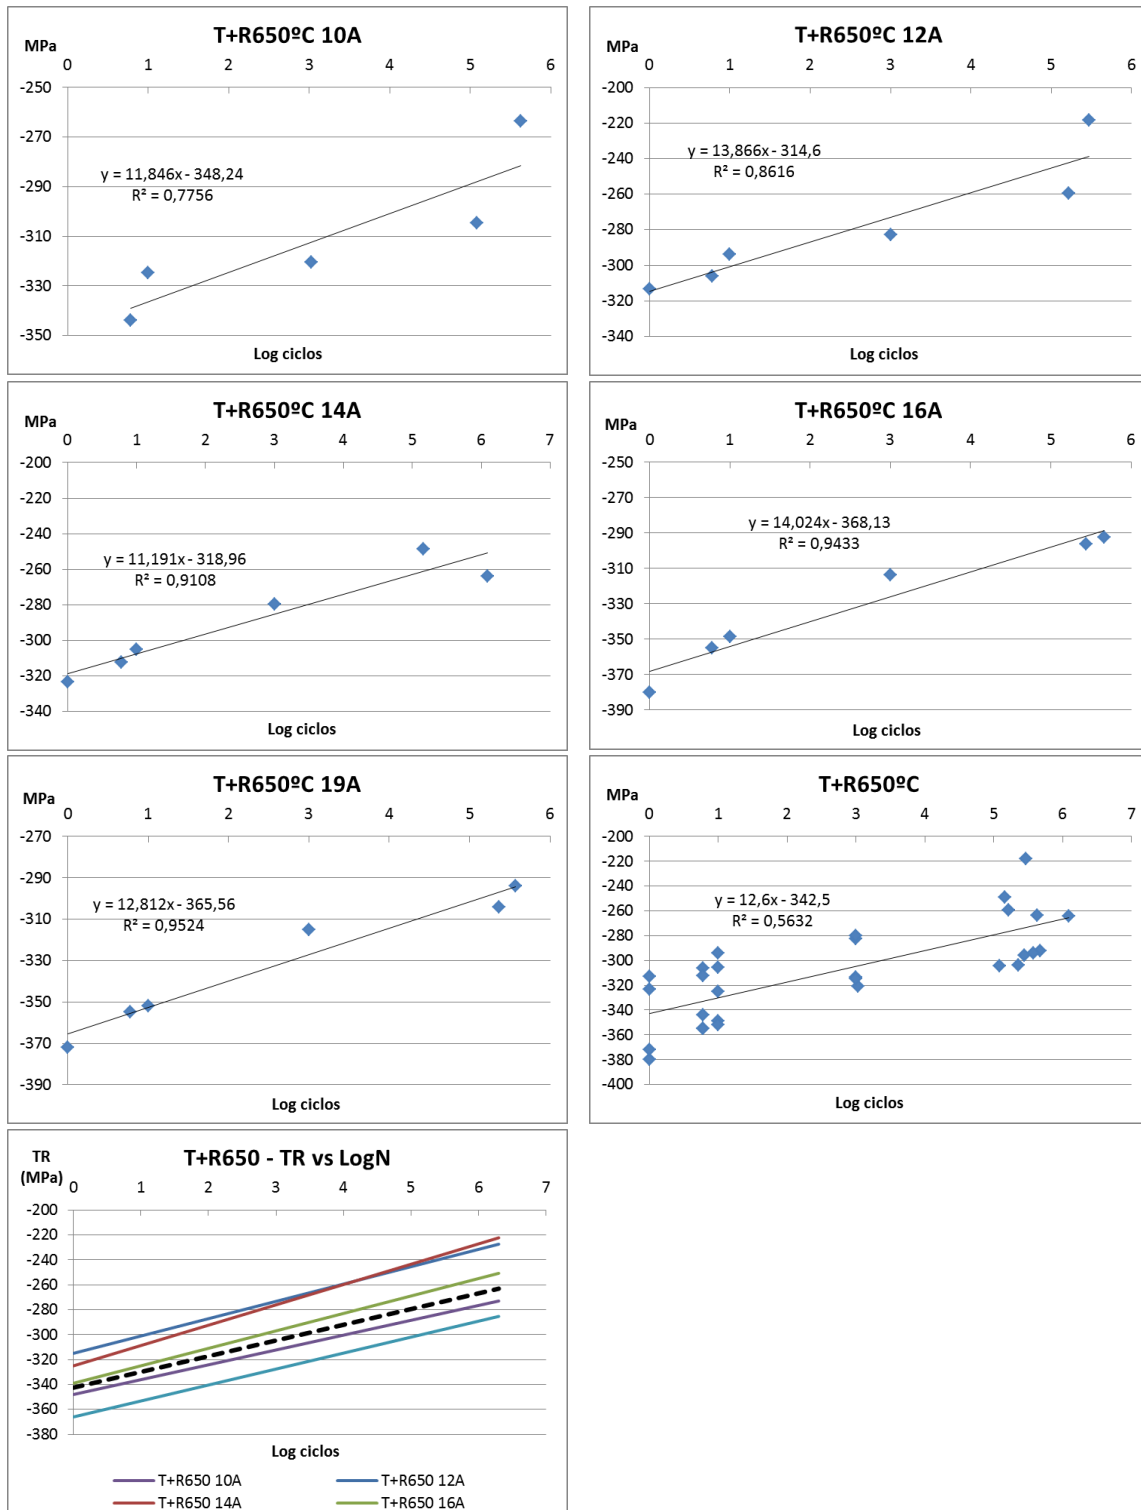 T+R650ºC 10A
MPa
0 1 2 3 4 5 6
-250
-270
-290
-310
-330
-350
y = 11,846x - 348,24
R² = 0,7756
Log ciclos
T+R650ºC 12A
MPa
0 1 2 3 4 5 6
-200
-220
-240
-260
-280
-300
-320
-340
y = 13,866x - 314,6
R² = 0,8616
Log ciclos
T+R650ºC 14A
MPa
0 1 2 3 4 5 6 7
-200
-220
-240
-260
-280
-300
-320
-340
y = 11,191x - 318,96
R² = 0,9108
Log ciclos
T+R650ºC 16A
MPa
0 1 2 3 4 5 6
-250
-270
-290
-310
-330
-350
-370
-390
y = 14,024x - 368,13
R² = 0,9433
Log ciclos
T+R650ºC 19A
MPa
0 1 2 3 4 5 6
-270
-290
-310
-330
-350
-370
-390
y = 12,812x - 365,56
R² = 0,9524
Log ciclos
T+R650ºC
MPa
0 1 2 3 4 5 6 7
-200
-220
-240
-260
-280
-300
-320
-340
-360
-380
-400
y = 12,6x - 342,5
R² = 0,5632
Log ciclos
T+R650 - TR vs LogN
TR
(MPa)
0 1 2 3 4 5 6 7
-200
-220
-240
-260
-280
-300
-320
-340
-360
-380
Log ciclos
T+R650 10A
T+R650 12A
T+R650 14A
T+R650 16A